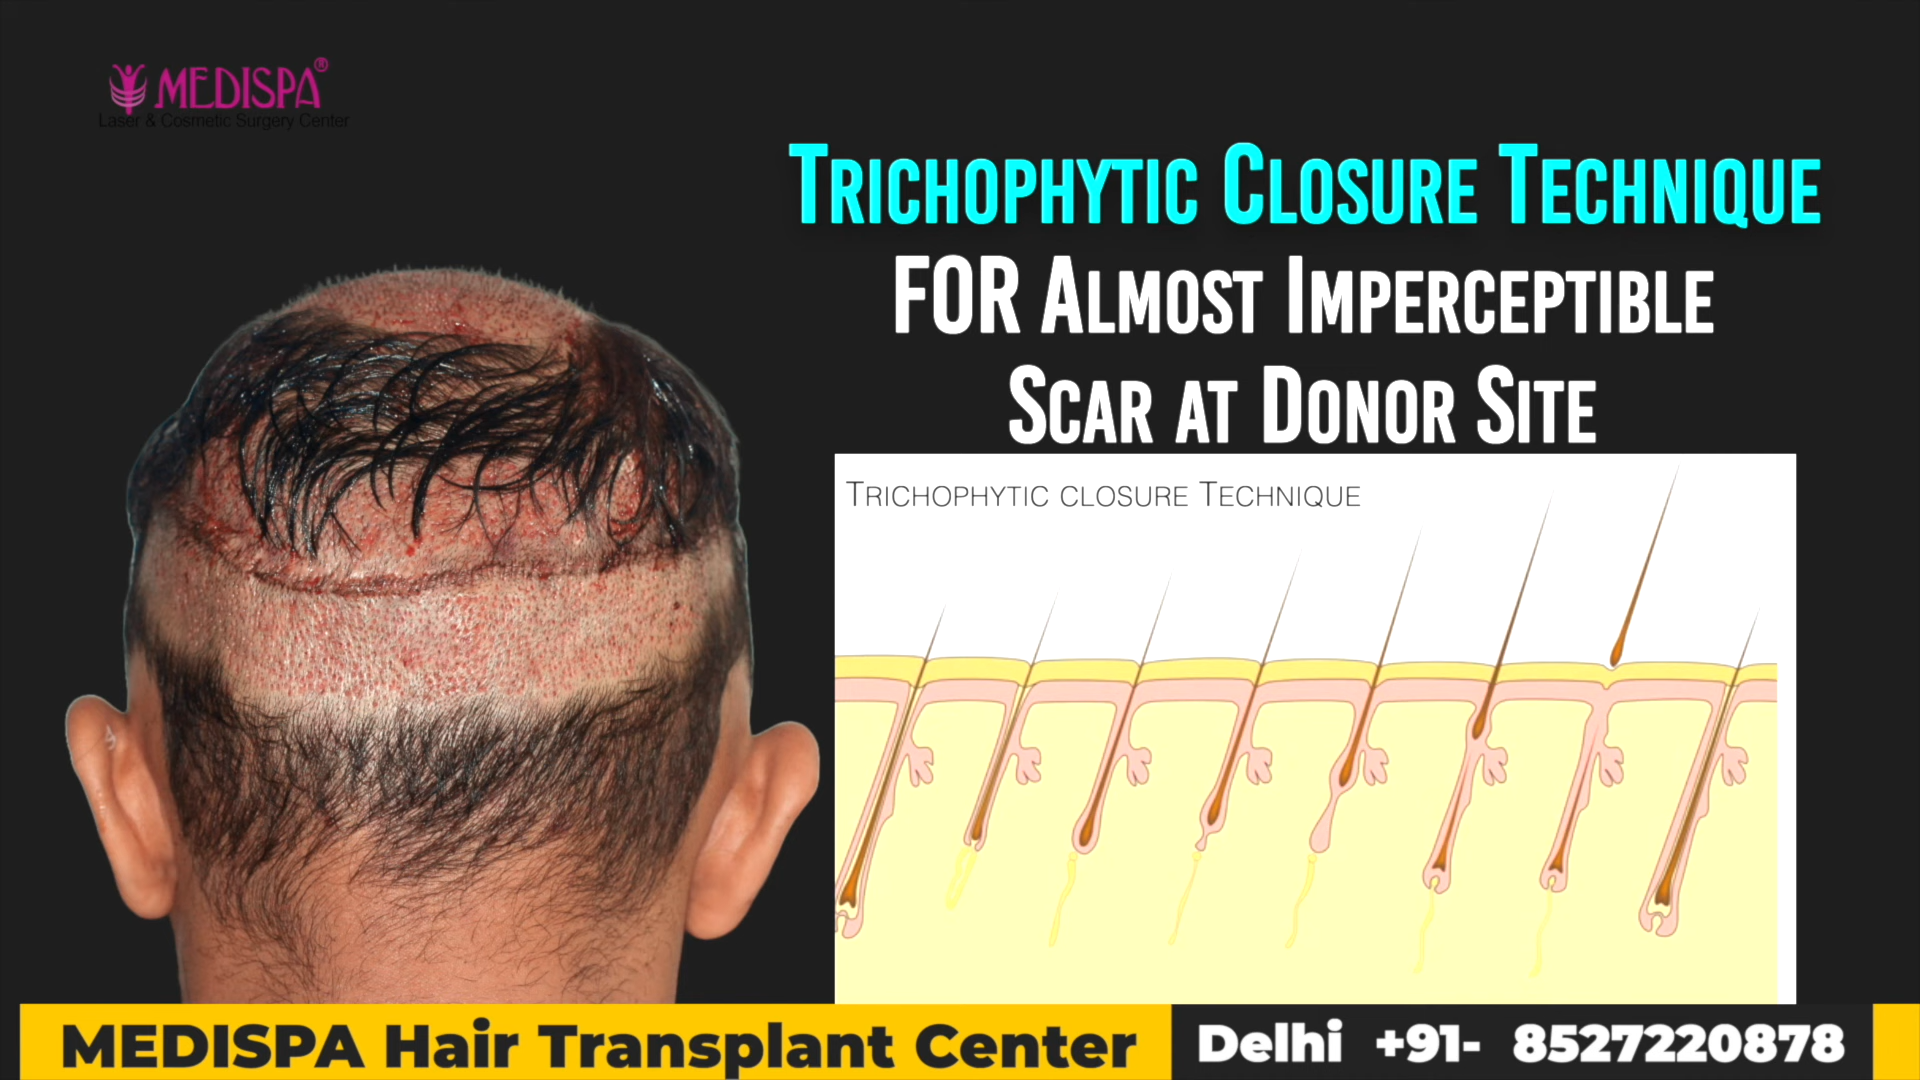 MEDISPA®
Laser & Cosmetic Surgery Center
TRICHOPHYTIC CLOSURE TECHNIQUE
FOR ALMOST IMPERCEPTIBLE
SCAR AT DONOR SITE
TRICHOPHYTIC CLOSURE TECHNIQUE
MEDISPA Hair Transplant Center
Delhi +91- 8527220878